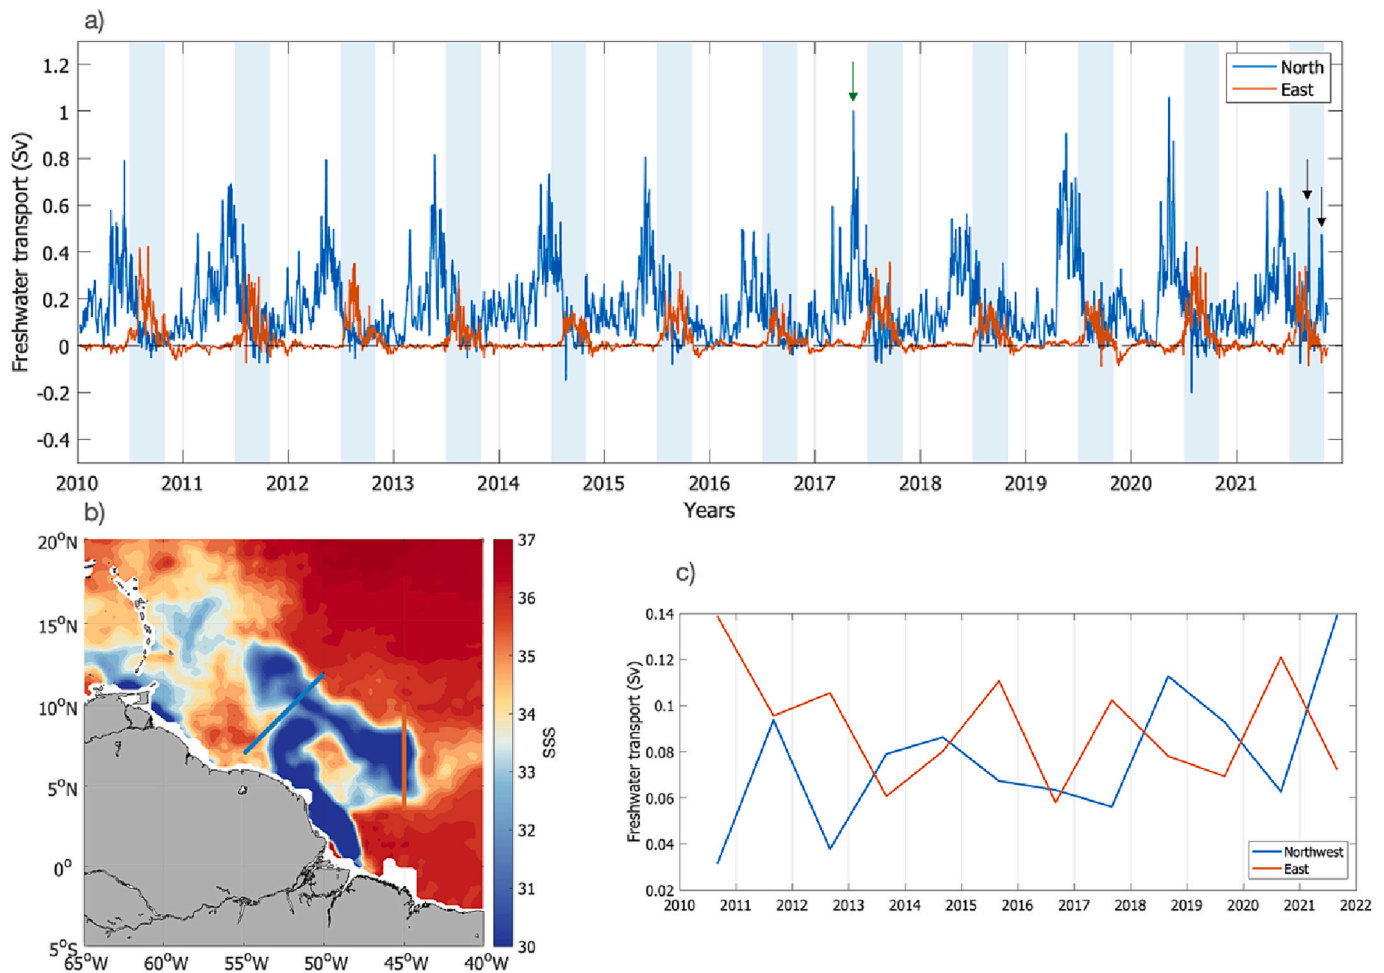 a)
1.2
1
0.8
0.6
0.4
0.2
0
-0.2
-0.4
Freshwater transport (Sv)
North
East
2010 2011 2012 2013 2014 2015 2016 2017 2018 2019 2020 2021
Years
b)
20°N
15°N
10°N
5°N
0°
5°S
65°W 60°W 55°W 50°W 45°W 40°W
37
36
35
34
33
32
31
30
SSS
c)
0.14
0.12
0.1
0.08
0.06
0.04
0.02
Freshwater transport (Sv)
Northwest
East
2010 2011 2012 2013 2014 2015 2016 2017 2018 2019 2020 2021 2022